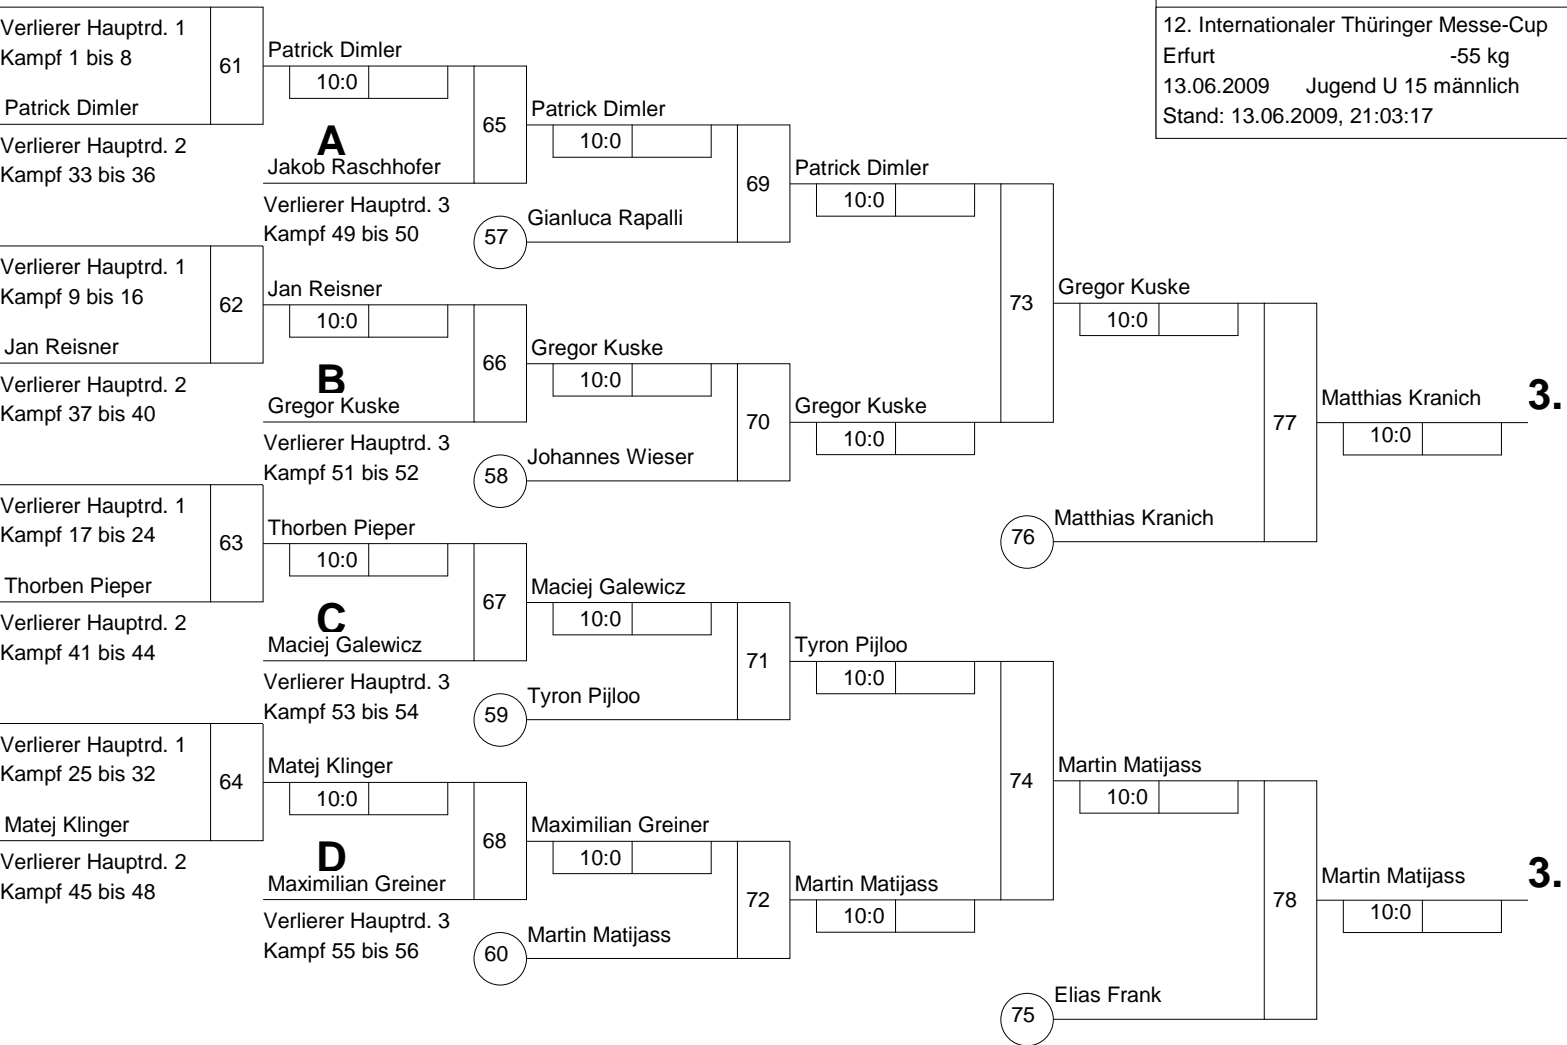 12. Internationaler Thüringer Messe-Cup
Erfurt -55 kg
13.06.2009 Jugend U 15 männlich
Stand: 13.06.2009, 21:03:17
Verlierer Hauptrd. 1
Kampf 1 bis 8
61
Patrick Dimler
Verlierer Hauptrd. 2
Kampf 33 bis 36
Verlierer Hauptrd. 1
Kampf 9 bis 16
62
Jan Reisner
Verlierer Hauptrd. 2
Kampf 37 bis 40
Verlierer Hauptrd. 1
Kampf 17 bis 24
63
Thorben Pieper
Verlierer Hauptrd. 2
Kampf 41 bis 44
Verlierer Hauptrd. 1
Kampf 25 bis 32
64
Matej Klinger
Verlierer Hauptrd. 2
Kampf 45 bis 48
Patrick Dimler
10:0
65
A
Jakob Raschhofer
Verlierer Hauptrd. 3
Kampf 49 bis 50
Jan Reisner
10:0
66
B
Gregor Kuske
Verlierer Hauptrd. 3
Kampf 51 bis 52
Thorben Pieper
10:0
67
C
Maciej Galewicz
Verlierer Hauptrd. 3
Kampf 53 bis 54
Matej Klinger
10:0
68
D
Maximilian Greiner
Verlierer Hauptrd. 3
Kampf 55 bis 56
Patrick Dimler
10:0
69
57
Gianluca Rapalli
Gregor Kuske
10:0
70
58
Johannes Wieser
Maciej Galewicz
10:0
71
59
Tyron Pijloo
Maximilian Greiner
10:0
72
60
Martin Matijass
Patrick Dimler
10:0
73
Gregor Kuske
10:0
Tyron Pijloo
10:0
74
Martin Matijass
10:0
Gregor Kuske
10:0
77
76
Matthias Kranich
Martin Matijass
10:0
78
75
Elias Frank
Matthias Kranich
3.
10:0
Martin Matijass
3.
10:0